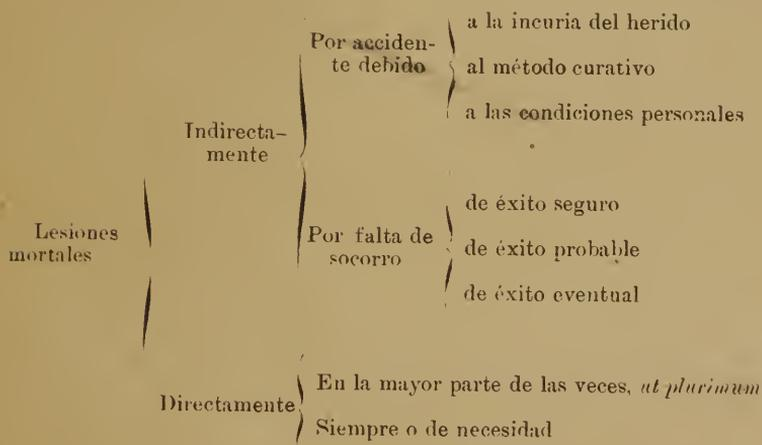 a la incuria del herido
Por acciden-
te debido
al método curativo
a las condiciones personales
Indirecta-
mente
de éxito seguro
Lesiones
mortales
Por falta de
socorro
de éxito probable
de éxito eventual
Directamente
En la mayor parte de las veces, ut plurimum
Siempre o de necesidad